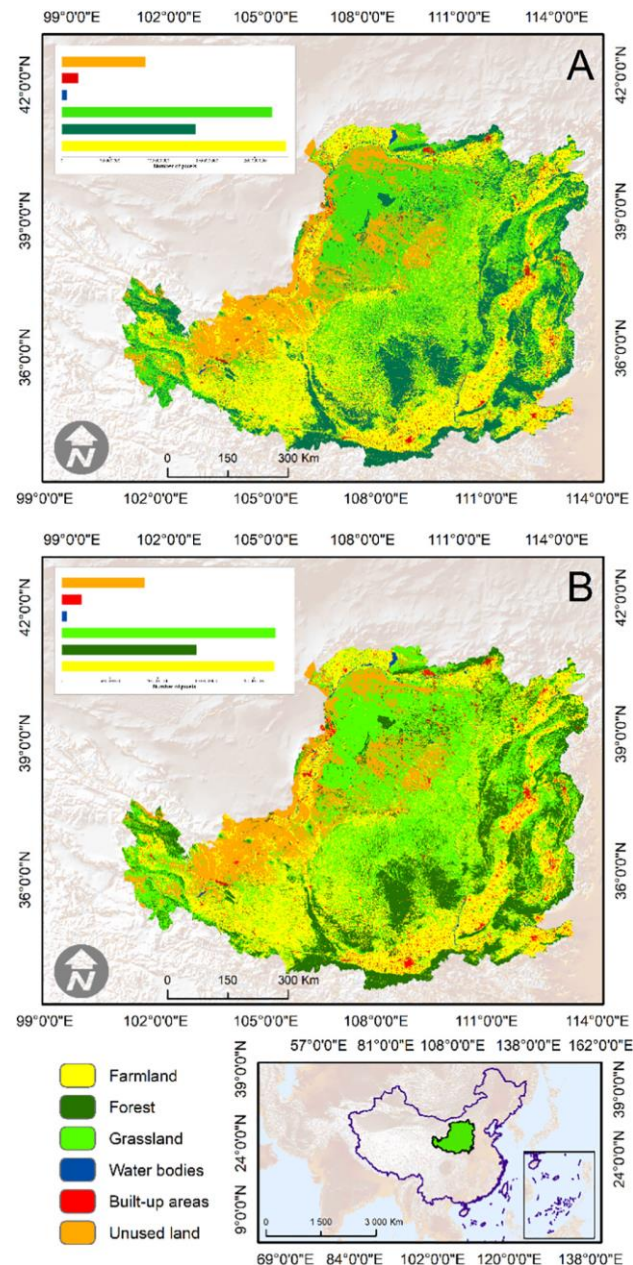 99°0'0"E 102°0'0"E 105°0'0"E 108°0'0"E 111°0'0"E 114°0'0"E
A
42°0'0"N 42°0'0"N
39°0'0"N 39°0'0"N
36°0'0"N 36°0'0"N
Number of pixels
N
0 150 300 Km
99°0'0"E 102°0'0"E 105°0'0"E 108°0'0"E 111°0'0"E 114°0'0"E
99°0'0"E 102°0'0"E 105°0'0"E 108°0'0"E 111°0'0"E 114°0'0"E
B
42°0'0"N 42°0'0"N
39°0'0"N 39°0'0"N
36°0'0"N 36°0'0"N
Number of pixels
N
0 150 300 Km
99°0'0"E 102°0'0"E 105°0'0"E 108°0'0"E 111°0'0"E 114°0'0"E
Farmland
Forest
Grassland
Water bodies
Built-up areas
Unused land
57°0'0"E 81°0'0"E 108°0'0"E 138°0'0"E 162°0'0"E
39°0'0"N 39°0'0"N
24°0'0"N 24°0'0"N
9°0'0"N
0 1 500 3 000 Km
69°0'0"E 84°0'0"E 102°0'0"E 120°0'0"E 138°0'0"E